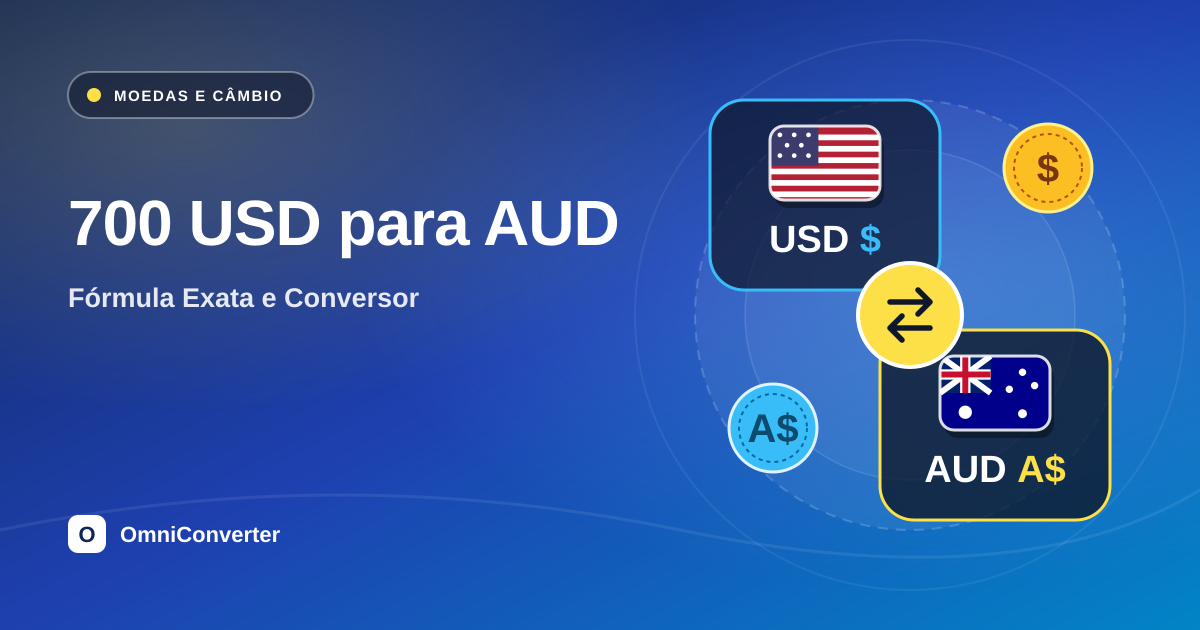 MOEDAS E CÂMBIO
700 USD para AUD
Fórmula Exata e Conversor
USD $
$
A$
AUD A$
O OmniConverter